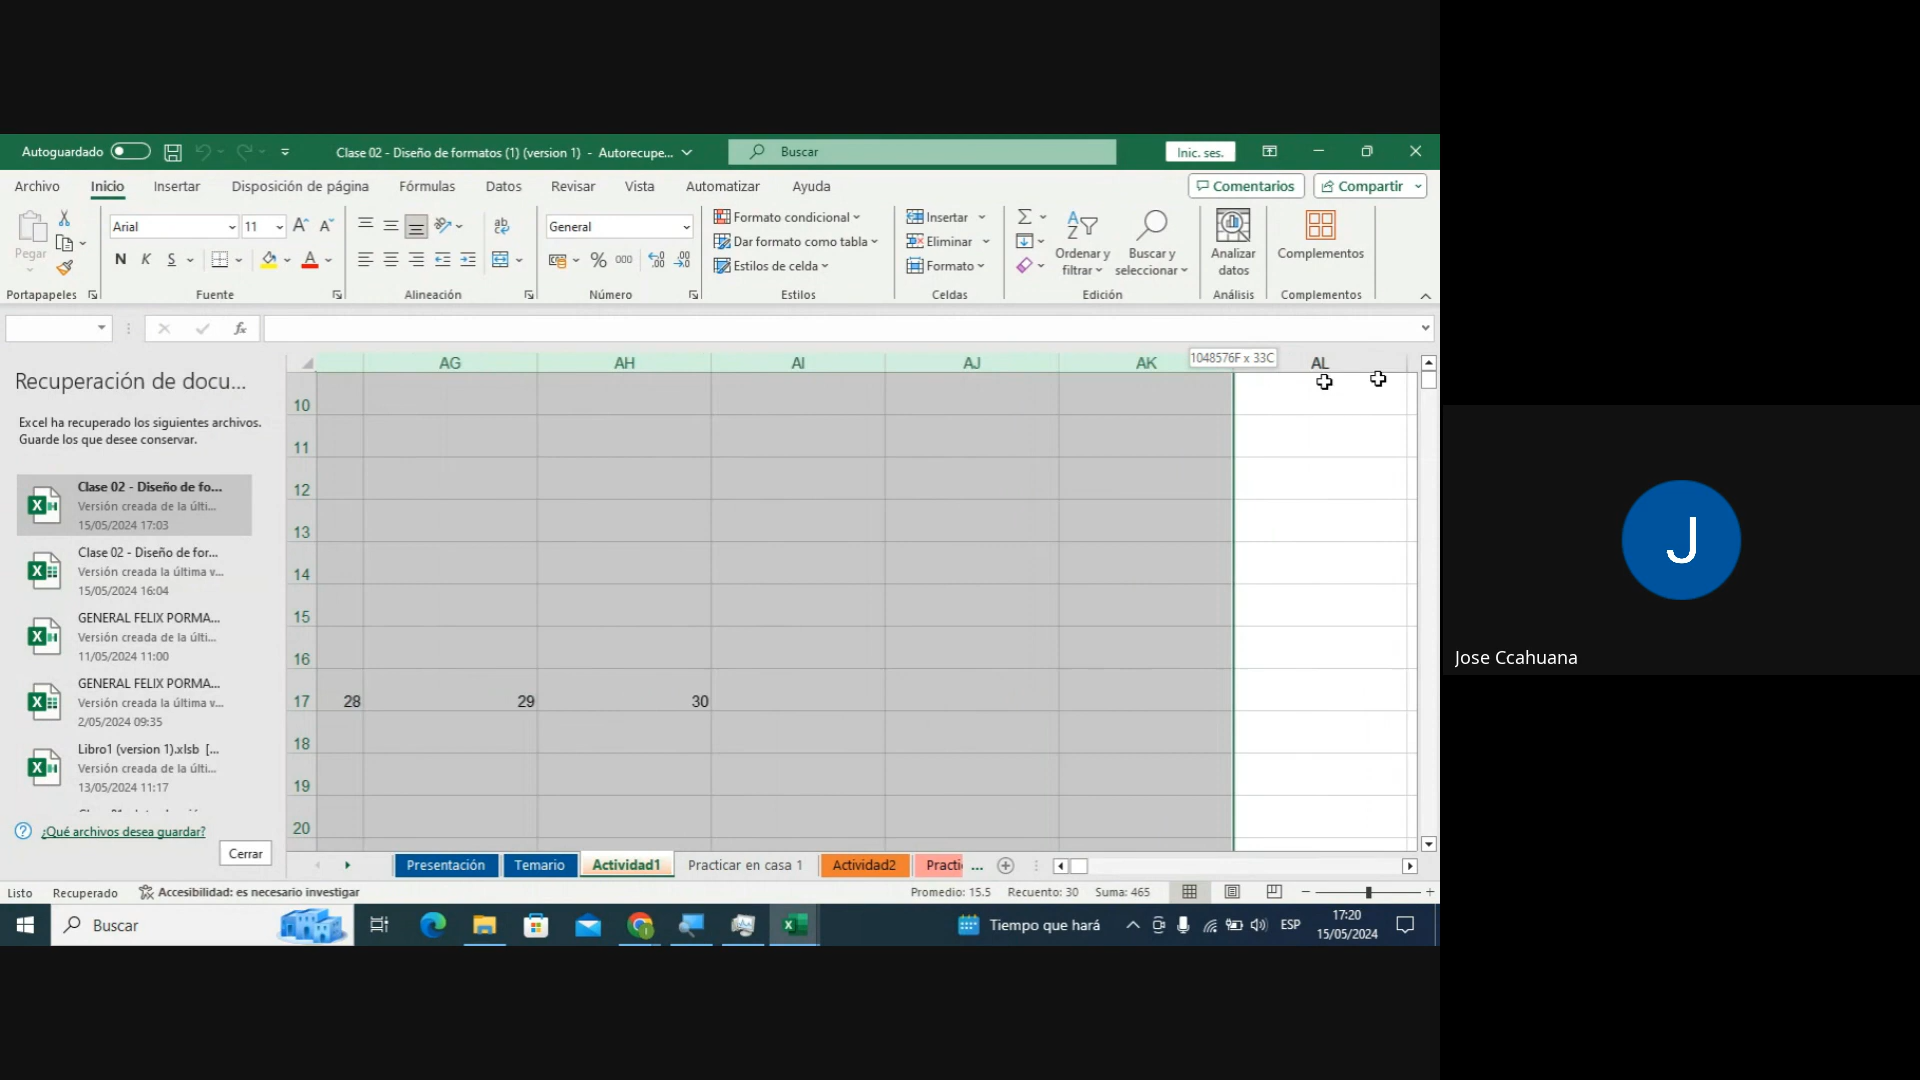 Autoguardado
Clase 02 - Diseño de formatos (1) (version 1) - Autorecupe...
Buscar
Inic. ses.
Archivo
Inicio
Insertar
Disposición de página
Fórmulas
Datos
Revisar
Vista
Automatizar
Ayuda
Comentarios
Compartir
Pegar
Portapapeles
Arial
11
N K S
Fuente
ab
Alineación
General
% 000
Número
Formato condicional
Dar formato como tabla
Estilos de celda
Estilos
Insertar
Eliminar
Formato
Celdas
Ordenar y
filtrar
Buscar y
seleccionar
Edición
Analizar
datos
Análisis
Complementos
Complementos
fx
Recuperación de docu...
Excel ha recuperado los siguientes archivos.
Guarde los que desee conservar.
Clase 02 - Diseño de fo...
Versión creada de la últi...
15/05/2024 17:03
Clase 02 - Diseño de for...
Versión creada la última v...
15/05/2024 16:04
GENERAL FELIX PORMA...
Versión creada de la últi...
11/05/2024 11:00
GENERAL FELIX PORMA...
Versión creada la última v...
2/05/2024 09:35
Libro1 (version 1).xlsb [...
Versión creada de la últi...
13/05/2024 11:17
¿Qué archivos desea guardar?
Cerrar
AG AH AI AJ AK 1048576F x 33C AL
10
11
12
13
14
15
16
17 28 29 30
18
19
20
Presentación
Temario
Actividad1
Practicar en casa 1
Actividad2
Practi
...
Listo
Recuperado
Accesibilidad: es necesario investigar
Promedio: 15.5
Recuento: 30
Suma: 465
Buscar
Tiempo que hará
ESP
17:20
15/05/2024
J
Jose Ccahuana